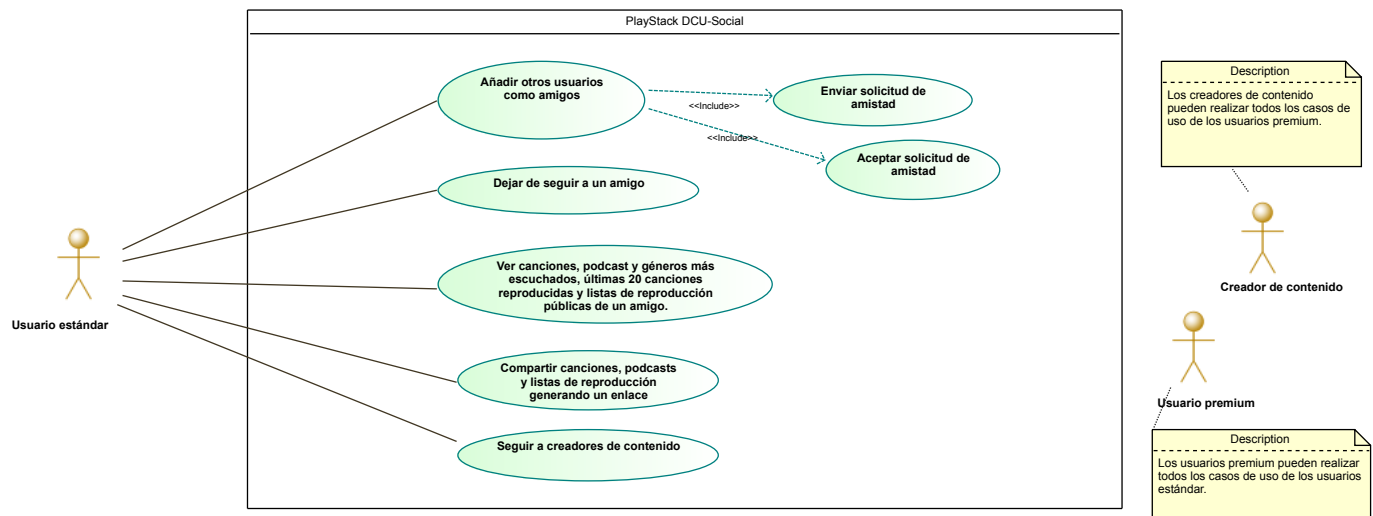 PlayStack DCU-Social
Añadir otros usuarios
como amigos
<<Include>>
<<Include>>
Enviar solicitud de
amistad
Aceptar solicitud de
amistad
Dejar de seguir a un amigo
Ver canciones, podcast y géneros más
escuchados, últimas 20 canciones
reproducidas y listas de reproducción
públicas de un amigo.
Compartir canciones, podcasts
y listas de reproducción
generando un enlace
Seguir a creadores de contenido
Usuario estándar
Description
Los creadores de contenido
pueden realizar todos los casos de
uso de los usuarios premium.
Creador de contenido
Usuario premium
Description
Los usuarios premium pueden realizar
todos los casos de uso de los usuarios
estándar.